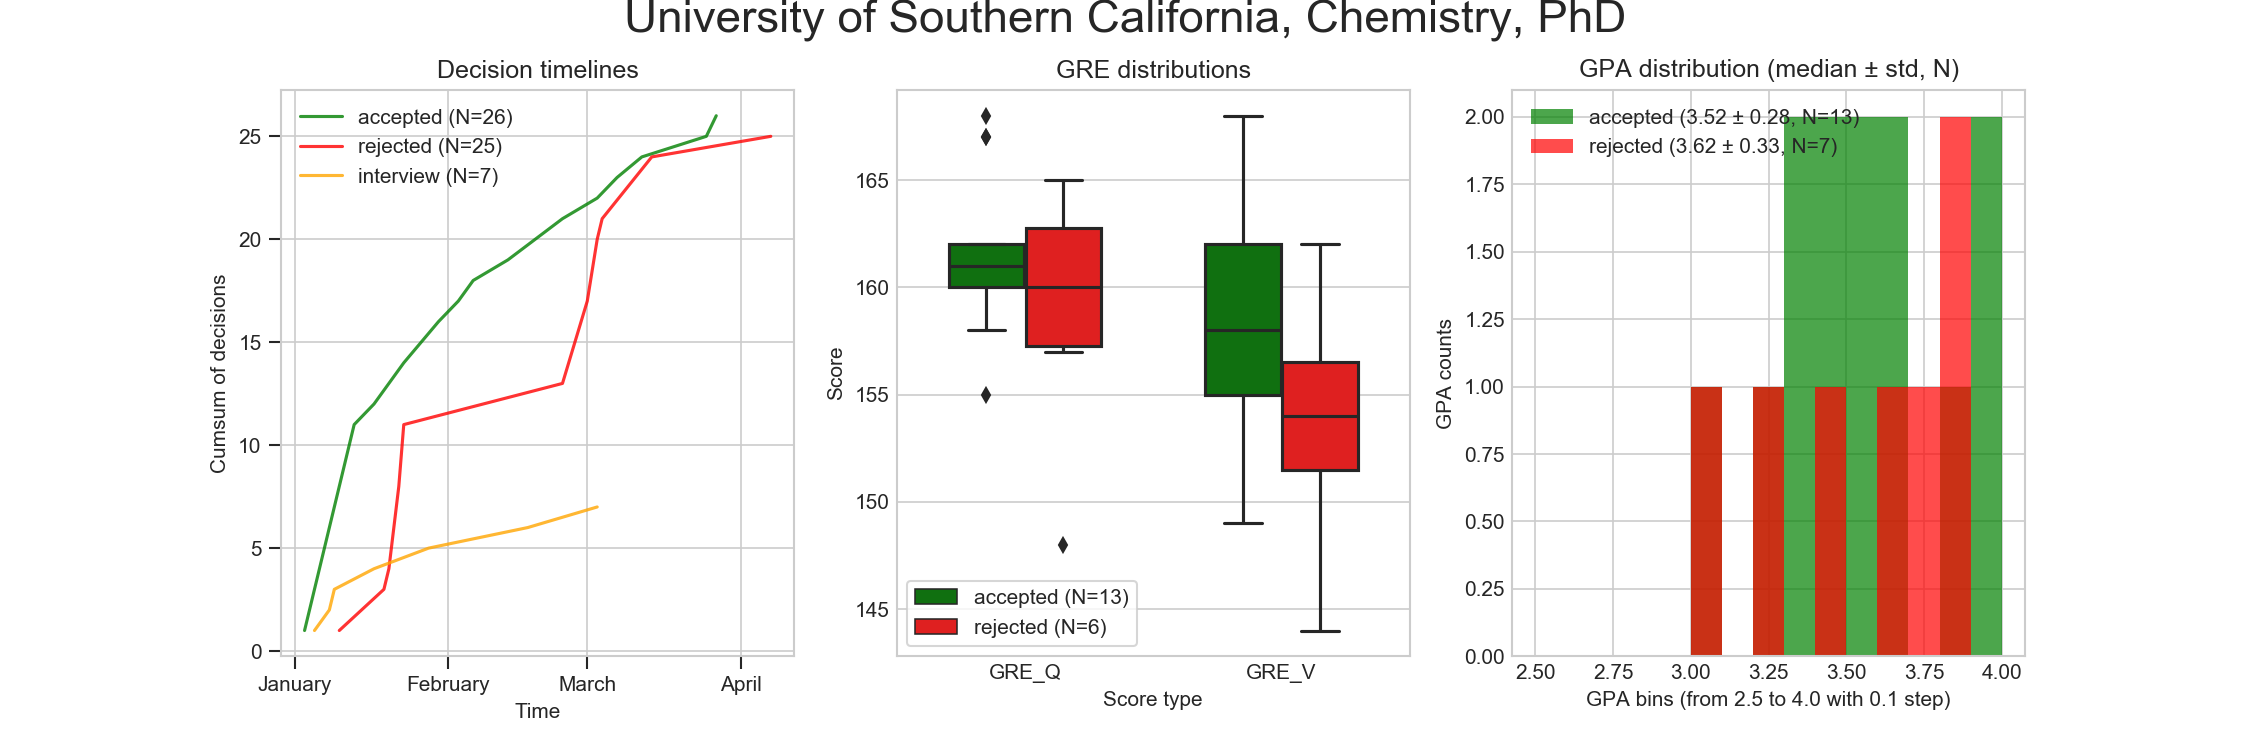 University of Southern California, Chemistry, PhD
Decision timelines
accepted (N=26)
rejected (N=25)
interview (N=7)
25
20
15
10
5
0
Cumsum of decisions
January
February
March
April
Time
GRE distributions
165
160
155
150
145
Score
accepted (N=13)
rejected (N=6)
GRE_Q
GRE_V
Score type
GPA distribution (median ± std, N)
accepted (3.52 ± 0.28, N=13)
rejected (3.62 ± 0.33, N=7)
2.00
1.75
1.50
1.25
1.00
0.75
0.50
0.25
0.00
GPA counts
2.50
2.75
3.00
3.25
3.50
3.75
4.00
GPA bins (from 2.5 to 4.0 with 0.1 step)